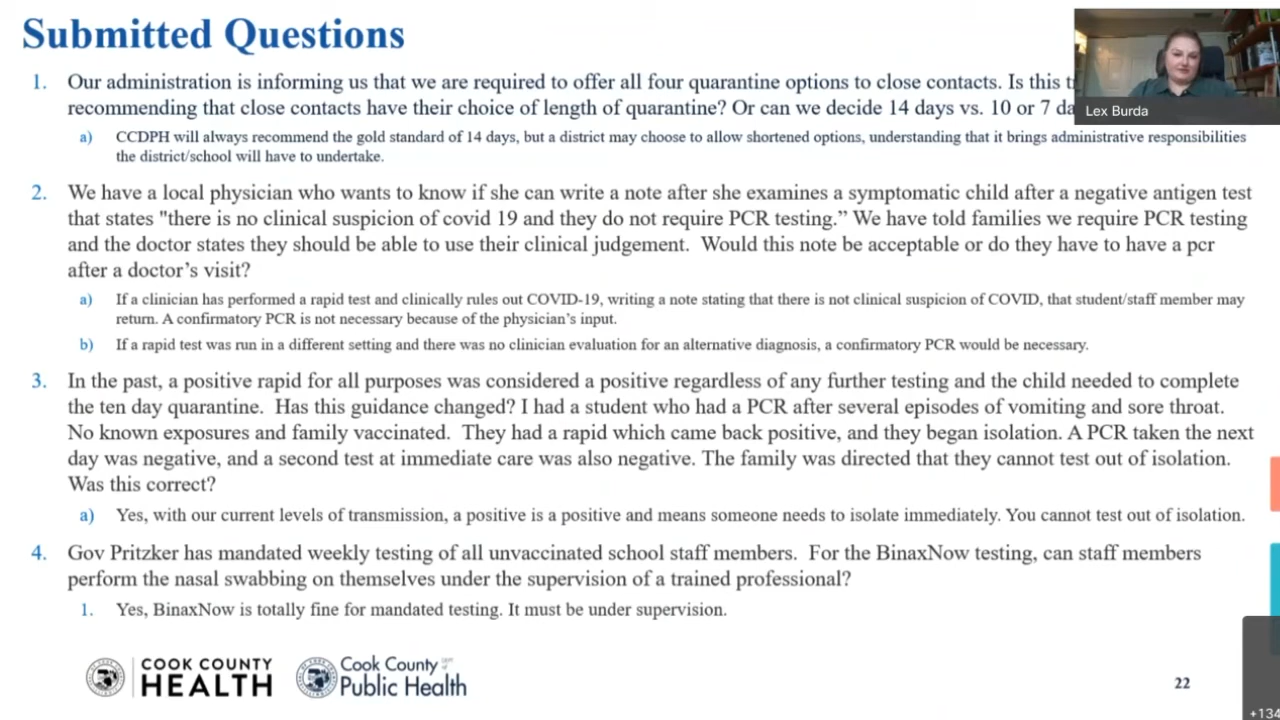 Submitted Questions
1. Our administration is informing us that we are required to offer all four quarantine options to close contacts. Is this
recommending that close contacts have their choice of length of quarantine? Or can we decide 14 days vs. 10 or 7
Lex Burda
a) CCDPH will always recommend the gold standard of 14 days, but a district may choose to allow shortened options, understanding that it brings administrative responsibilities
the district/school will have to undertake.
2. We have a local physician who wants to know if she can write a note after she examines a symptomatic child after a negative antigen test
that states "there is no clinical suspicion of covid 19 and they do not require PCR testing.” We have told families we require PCR testing
and the doctor states they should be able to use their clinical judgement. Would this note be acceptable or do they have to have a pcr
after a doctor’s visit?
a) If a clinician has performed a rapid test and clinically rules out COVID-19, writing a note stating that there is not clinical suspicion of COVID, that student/staff member may
return. A confirmatory PCR is not necessary because of the physician’s input.
b) If a rapid test was run in a different setting and there was no clinician evaluation for an alternative diagnosis, a confirmatory PCR would be necessary.
3. In the past, a positive rapid for all purposes was considered a positive regardless of any further testing and the child needed to complete
the ten day quarantine. Has this guidance changed? I had a student who had a PCR after several episodes of vomiting and sore throat.
No known exposures and family vaccinated. They had a rapid which came back positive, and they began isolation. A PCR taken the next
day was negative, and a second test at immediate care was also negative. The family was directed that they cannot test out of isolation.
Was this correct?
a) Yes, with our current levels of transmission, a positive is a positive and means someone needs to isolate immediately. You cannot test out of isolation.
4. Gov Pritzker has mandated weekly testing of all unvaccinated school staff members. For the BinaxNow testing, can staff members
perform the nasal swabbing on themselves under the supervision of a trained professional?
1. Yes, BinaxNow is totally fine for mandated testing. It must be under supervision.
COOK COUNTY
HEALTH
Cook County
Public Health
22
+134